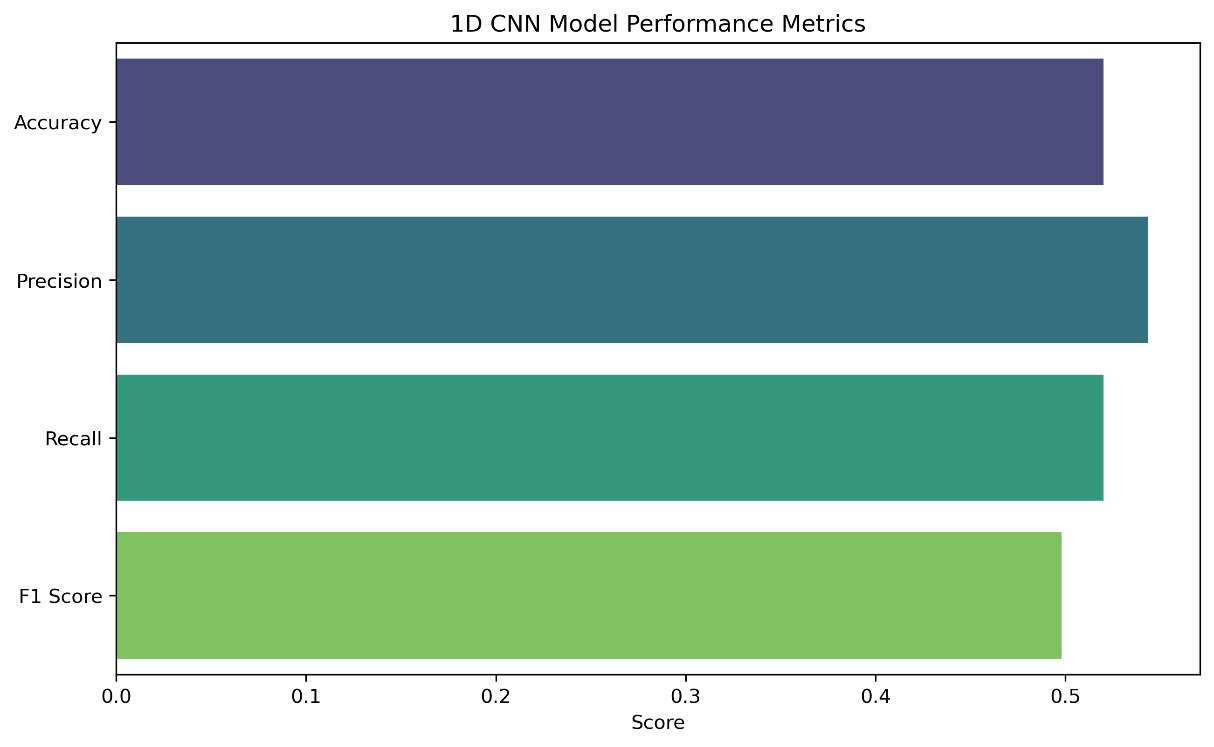 1D CNN Model Performance Metrics
Accuracy
Precision
Recall
F1 Score
0.0 0.1 0.2 0.3 0.4 0.5
Score